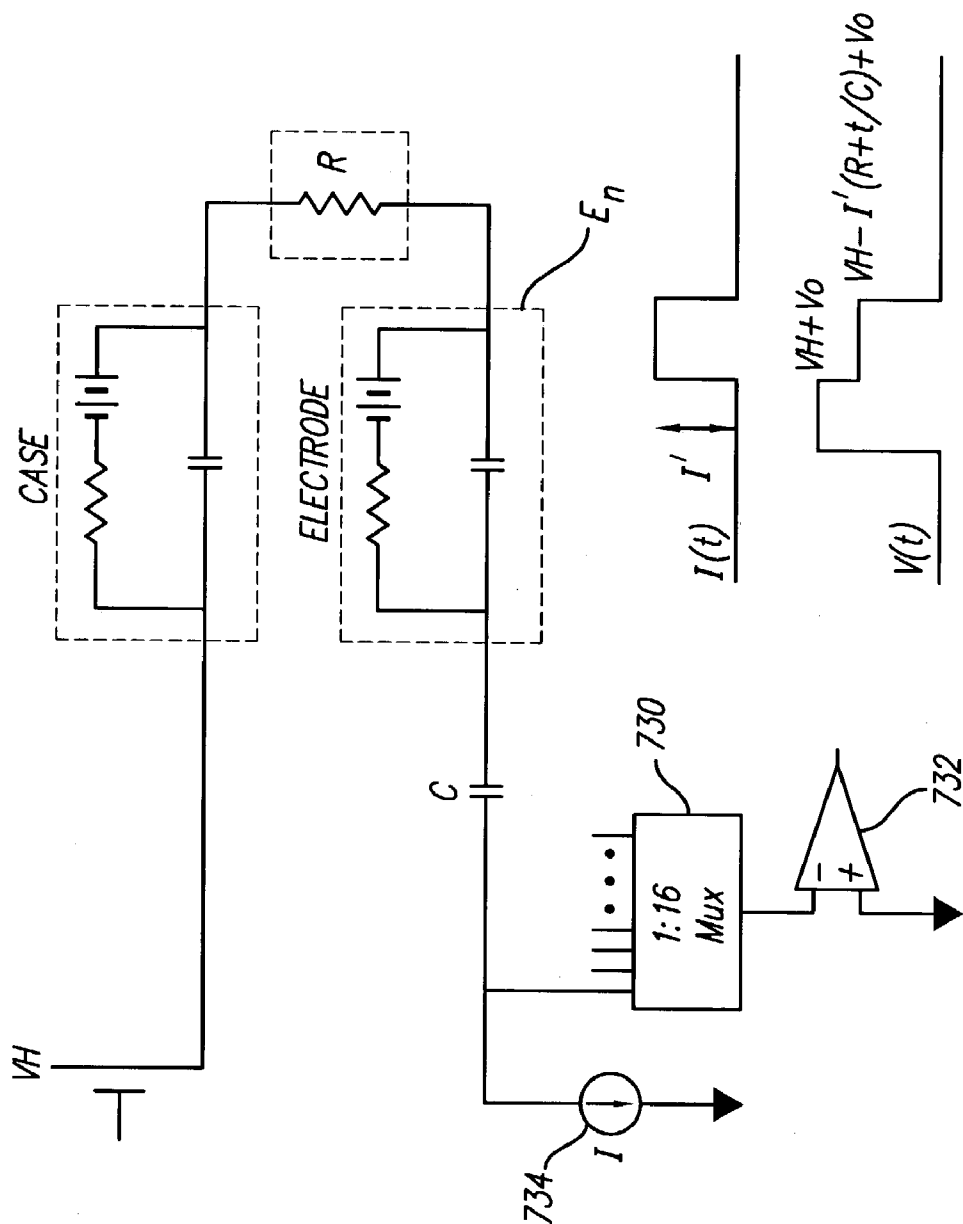 VH
CASE
R
ELECTRODE
En
C
734
I
730
1:16
Mux
732
−
+
I(t)
I'
V(t)
VH+Vo
VH−I'(R+t/C)+Vo